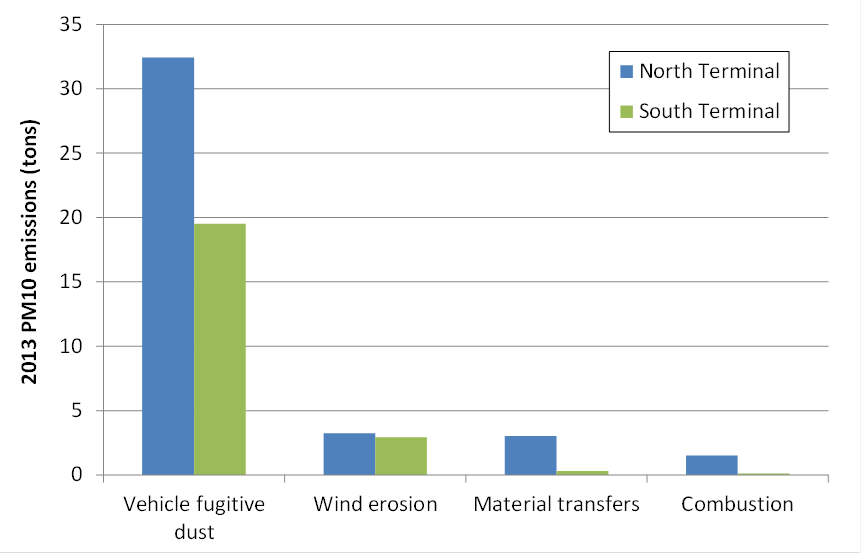 35
30
25
20
15
10
5
0
2013 PM10 emissions (tons)
North Terminal
South Terminal
Vehicle fugitive
dust
Wind erosion
Material transfers
Combustion